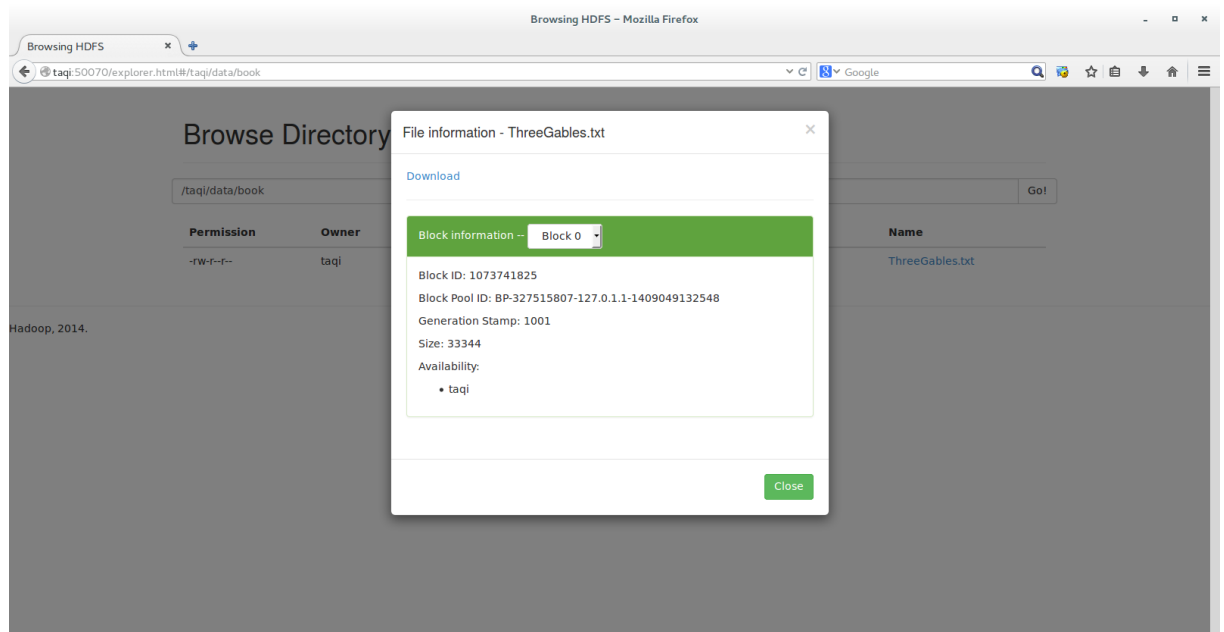 Browsing HDFS - Mozilla Firefox
Browsing HDFS
taqi:50070/explorer.html#/taqi/data/book
Google
Browse Directory
File information - ThreeGables.txt
Download
/taqi/data/book
Go!
Block information --
Block 0
Permission
Owner
Name
-rw-r--r--
taqi
ThreeGables.txt
Block ID: 1073741825
Block Pool ID: BP-327515807-127.0.1.1-1409049132548
Generation Stamp: 1001
Hadoop, 2014.
Size: 33344
Availability:
• taqi
Close